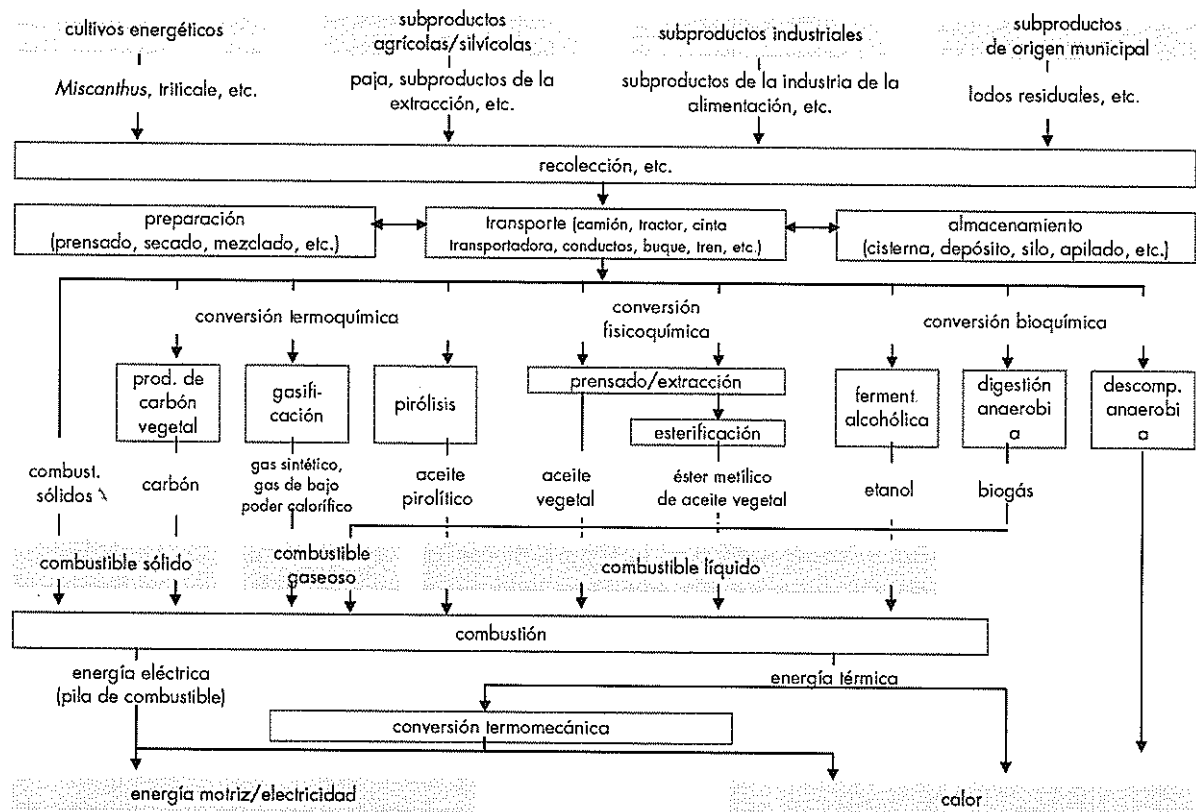 cultivos energéticos
subproductos
agrícolas/silvícolas
subproductos industriales
subproductos
de origen municipal
Miscanthus, triticale, etc.
paja, subproductos de la
extracción, etc.
subproductos de la industria de la
alimentación, etc.
lodos residuales, etc.
recolección, etc.
preparación
(prensado, secado, mezclado, etc.)
transporte (camión, tractor, cinta
transportadora, conductos, buque, tren, etc.)
almacenamiento
(cisterna, depósito, silo, apilado, etc.)
conversión termoquímica
conversión
fisicoquímica
conversión bioquímica
prod. de
carbón
vegetal
gasifi-
cación
pirólisis
prensado/extracción
esterificación
ferment.
alcohólica
digestión
anaerobi
a
descomp.
anaerobi
a
combust.
sólidos
carbón
gas sintético,
gas de bajo
poder calorífico
aceite
pirolítico
aceite
vegetal
éster metílico
de aceite vegetal
etanol
biogás
combustible sólido
combustible
gaseoso
combustible líquido
combustión
energía eléctrica
(pila de combustible)
energía térmica
conversión termomecánica
energía motriz/electricidad
calor